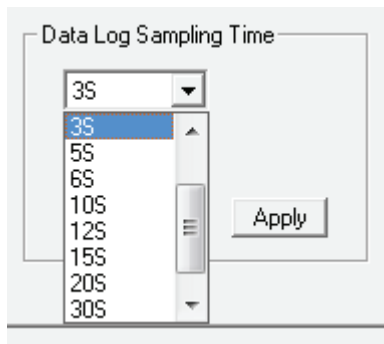 Data Log Sampling Time
3S
3S
5S
6S
10S
12S
15S
20S
30S
Apply